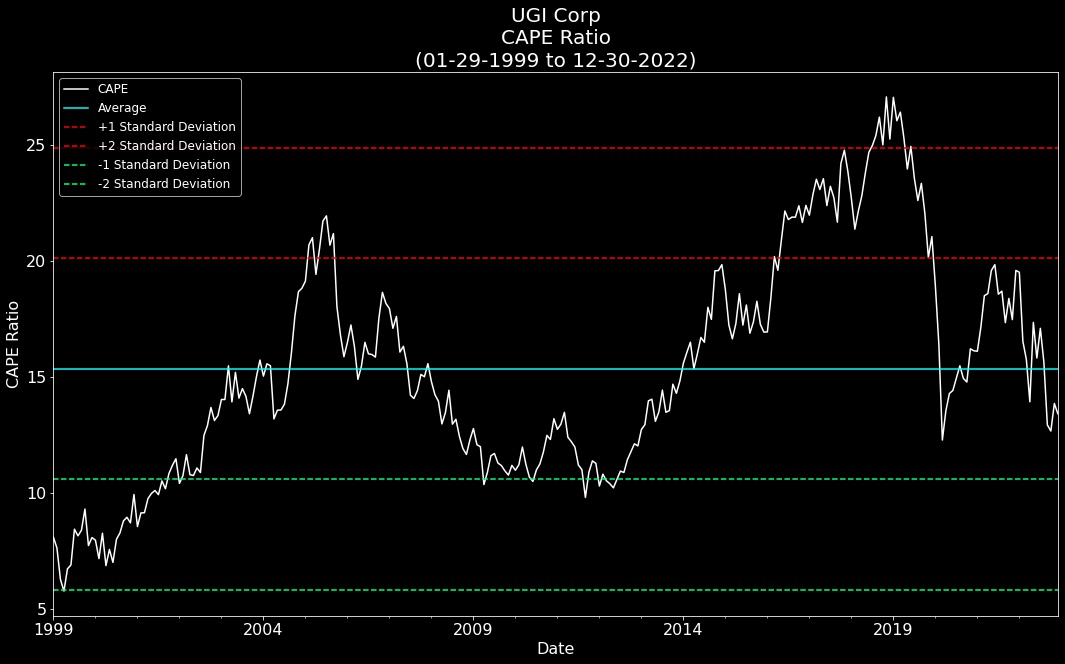 UGI Corp
CAPE Ratio
(01-29-1999 to 12-30-2022)
CAPE
Average
+1 Standard Deviation
+2 Standard Deviation
-1 Standard Deviation
-2 Standard Deviation
CAPE Ratio
25
20
15
10
5
1999
2004
2009
2014
2019
Date